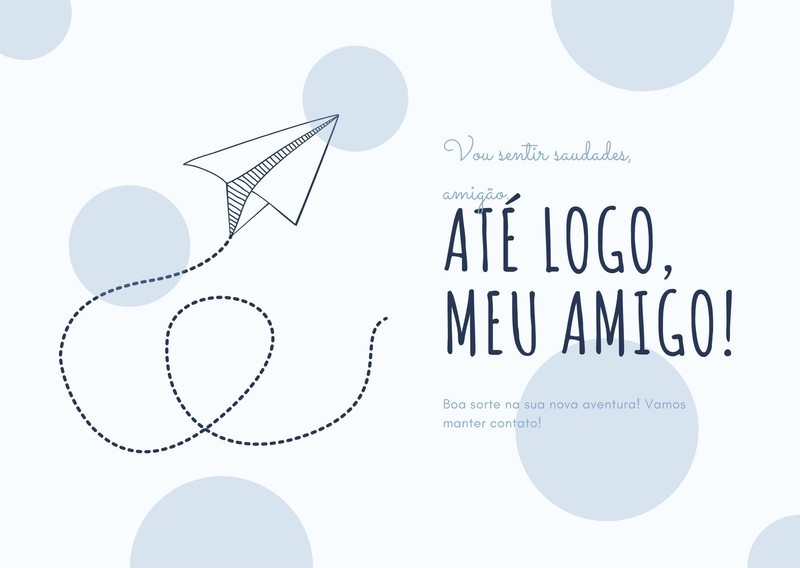 Vou sentir saudades,
amigão.
ATÉ LOGO,
MEU AMIGO!
Boa sorte na sua nova aventura! Vamos
manter contato!